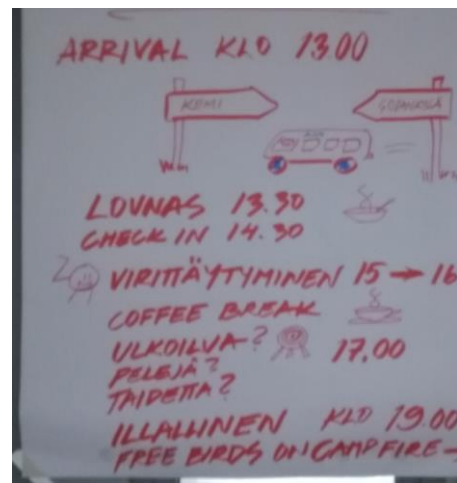 ARRIVAL KLO 13.00
KEMI
LOUNAS 13.30
CHECK IN 14.30
VIRITTÄYTYMINEN 15 → 16
COFFEE BREAK
ULKOILUA? 17.00
PELEJÄ?
TAIDETTA?
ILLALLINEN KLO 19.00
FREE BIRDS ON CAMPFIRE →